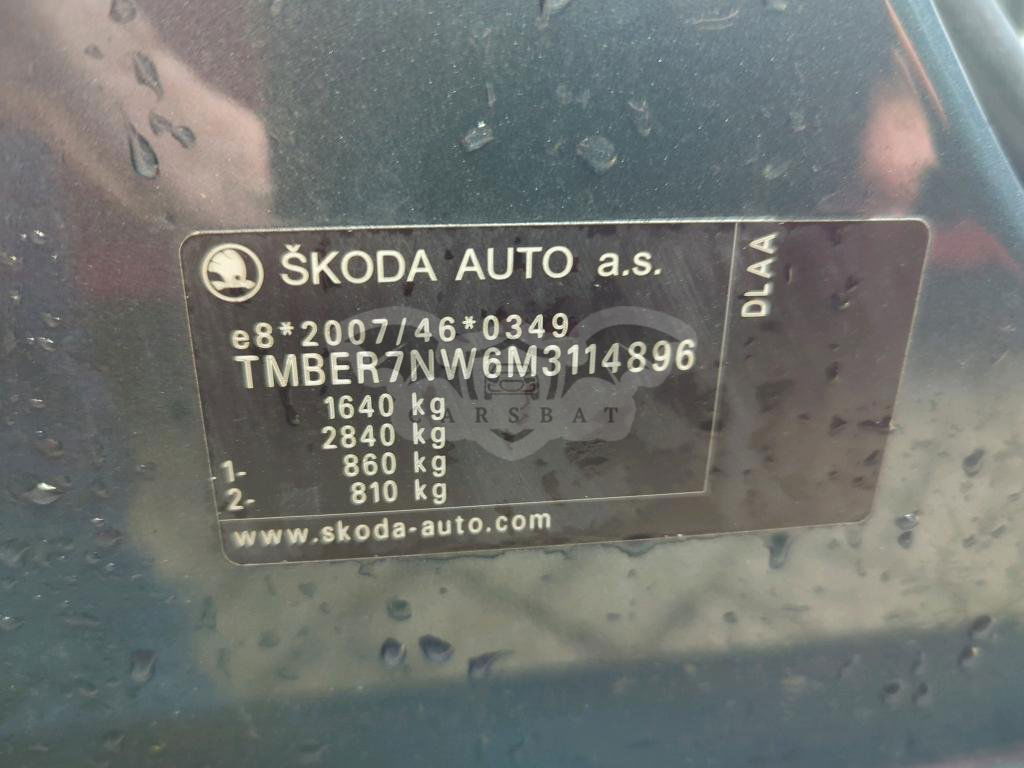 ŠKODA AUTO a.s.
DLAA
e8*2007/46*0349
TMBER7NW6M3114896
1640 kg
2840 kg
1- 860 kg
2- 810 kg
www.skoda-auto.com
CARSBAT